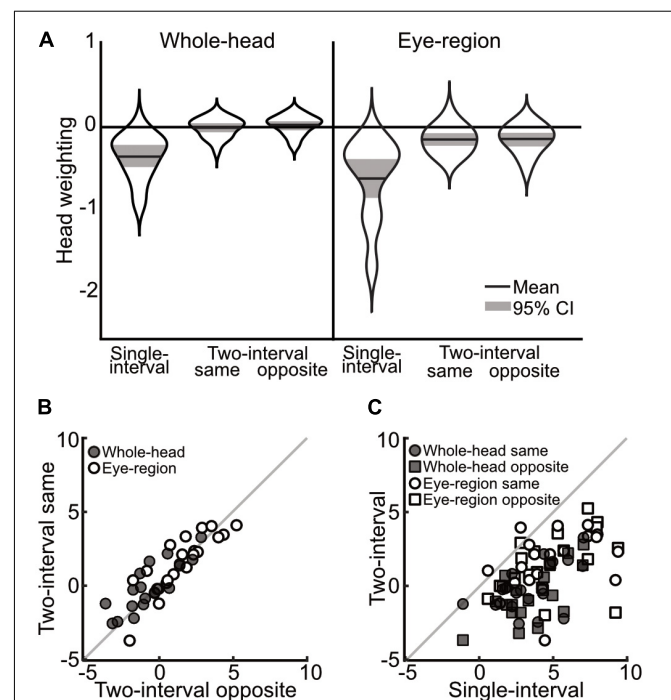 A
Whole-head
Eye-region
1
0
-1
-2
Head weighting
Mean
95% CI
Single-
interval
Two-interval
same opposite
Single-
interval
Two-interval
same opposite
B
10
5
0
-5
Two-interval same
Whole-head
Eye-region
-5 0 5 10
Two-interval opposite
C
10
5
0
-5
Two-interval
Whole-head same
Whole-head opposite
Eye-region same
Eye-region opposite
-5 0 5 10
Single-interval